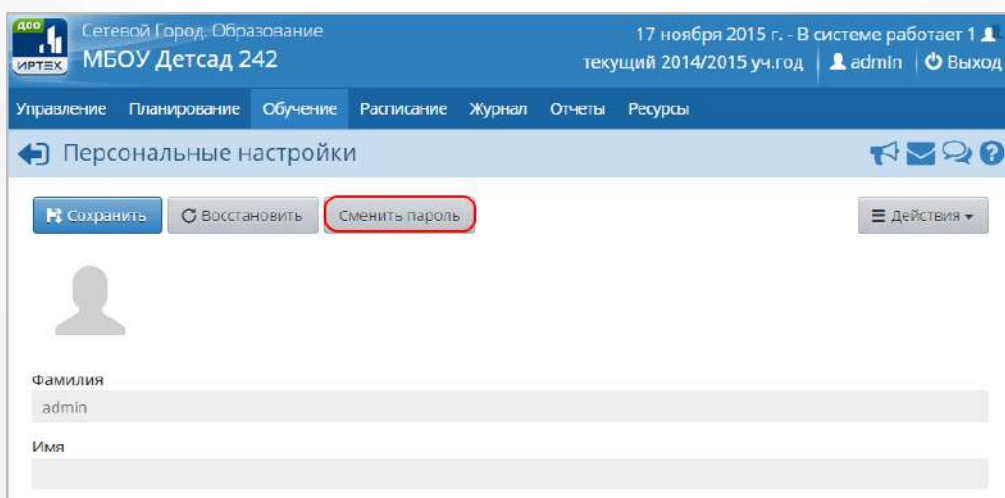 ДОО
ИРТЕХ
Сетевой Город. Образование
МБОУ Детсад 242
17 ноября 2015 г. - В системе работает 1
текущий 2014/2015 уч.год
admin
Выход
Управление Планирование Обучение Расписание Журнал Отчеты Ресурсы
Персональные настройки
?
Сохранить Восстановить Сменить пароль Действия
Фамилия
admin
Имя